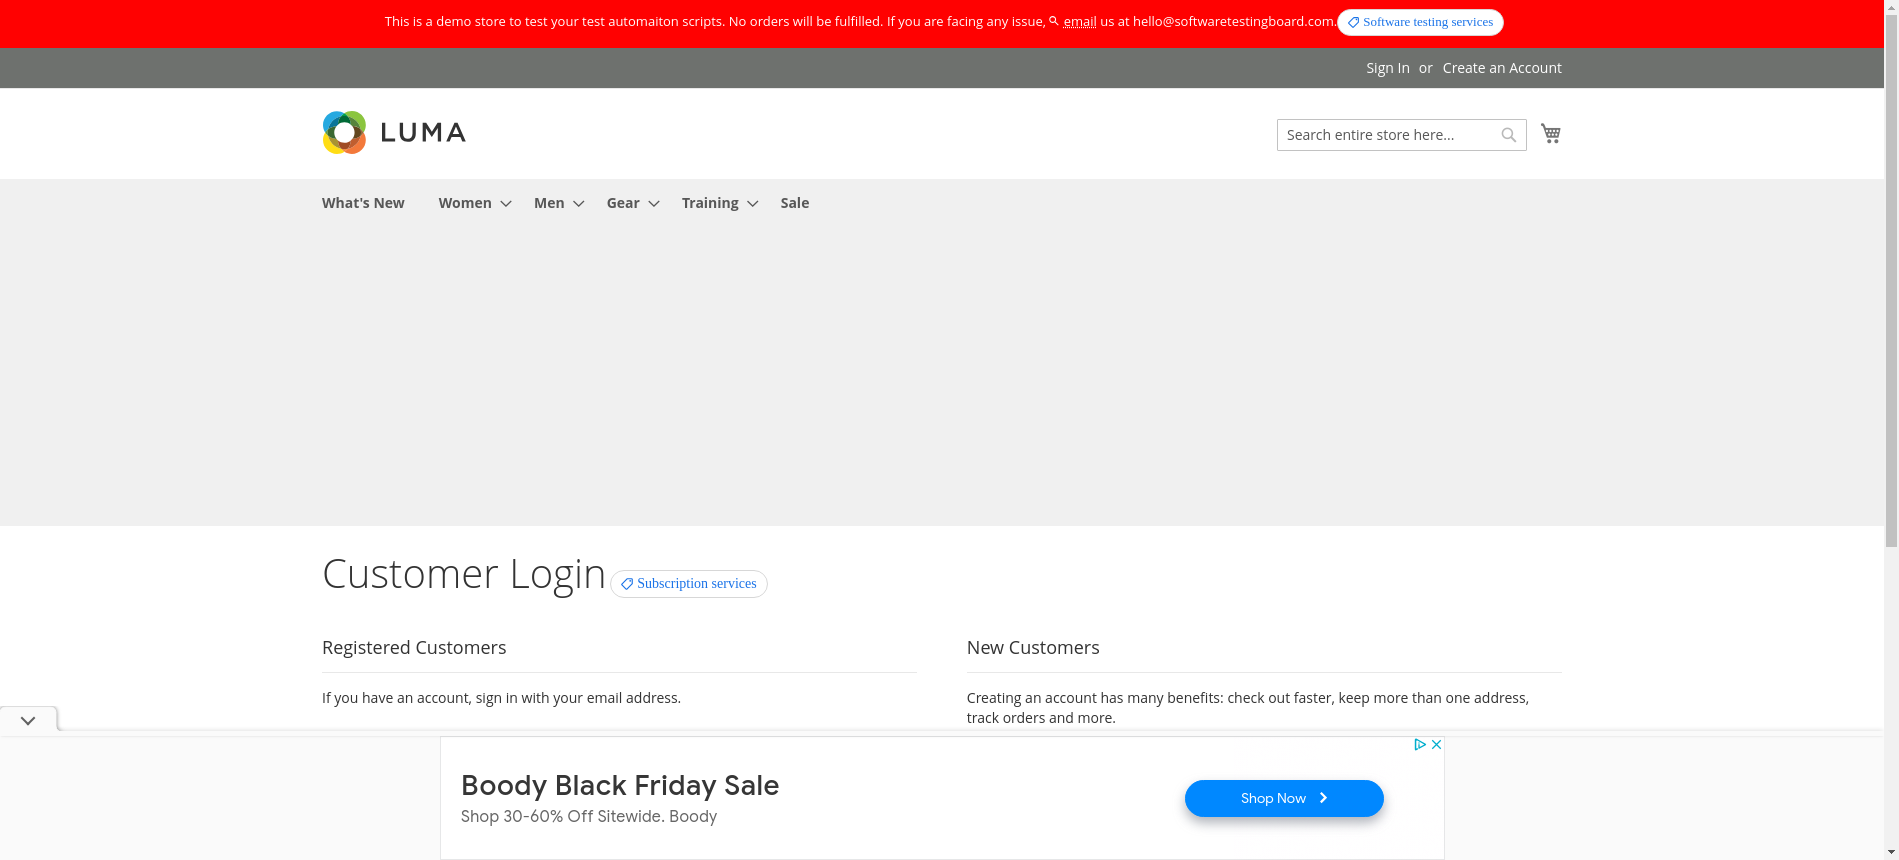 This is a demo store to test your test automaiton scripts. No orders will be fulfilled. If you are facing any issue, email us at hello@softwaretestingboard.com. Software testing services
Sign In or Create an Account
LUMA
Search entire store here...
What's New Women Men Gear Training Sale
Customer Login Subscription services
Registered Customers
If you have an account, sign in with your email address.
New Customers
Creating an account has many benefits: check out faster, keep more than one address,
track orders and more.
Boody Black Friday Sale
Shop 30-60% Off Sitewide. Boody
Shop Now